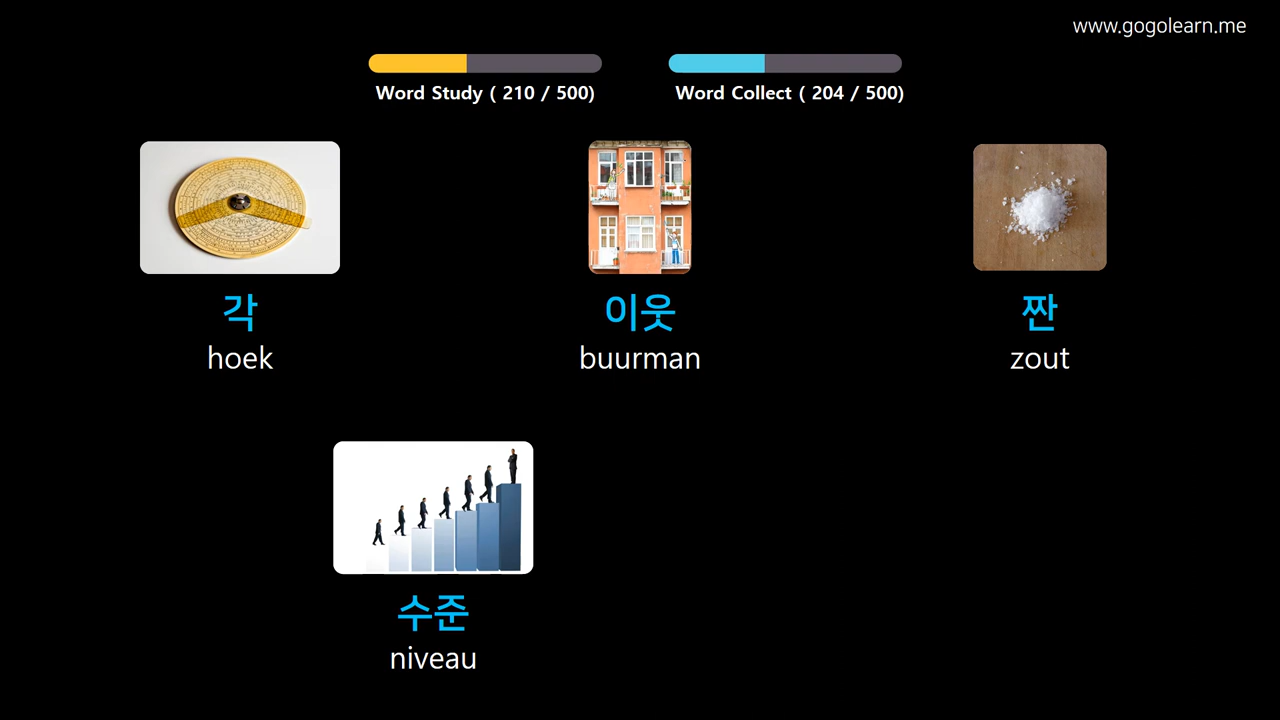 www.gogolearn.me
Word Study ( 210 / 500)
Word Collect ( 204 / 500)
각
hoek
이웃
buurman
짠
zout
수준
niveau